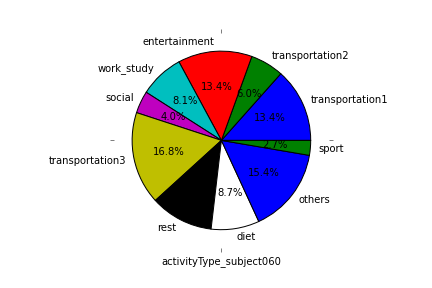 entertainment
transportation2
work_study
13.4%
6.0%
8.1%
social
transportation1
4.0%
13.4%
transportation3
16.8%
2.7%
sport
15.4%
8.7%
others
rest
diet
activityType_subject060